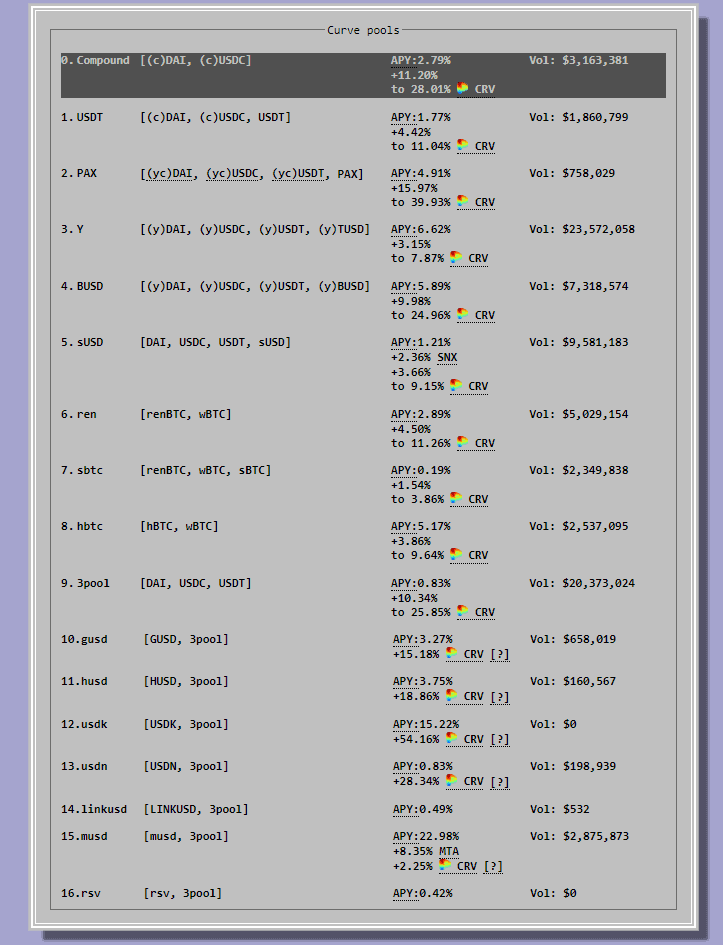 Curve pools
0. Compound [(c)DAI, (c)USDC] APY:2.79% Vol: $3,163,381
+11.20%
to 28.01% CRV
1. USDT [(c)DAI, (c)USDC, USDT] APY:1.77% Vol: $1,860,799
+4.42%
to 11.04% CRV
2. PAX [(yc)DAI, (yc)USDC, (yc)USDT, PAX] APY:4.91% Vol: $758,029
+15.97%
to 39.93% CRV
3. Y [(y)DAI, (y)USDC, (y)USDT, (y)TUSD] APY:6.62% Vol: $23,572,058
+3.15%
to 7.87% CRV
4. BUSD [(y)DAI, (y)USDC, (y)USDT, (y)BUSD] APY:5.89% Vol: $7,318,574
+9.98%
to 24.96% CRV
5. sUSD [DAI, USDC, USDT, sUSD] APY:1.21% Vol: $9,581,183
+2.36% SNX
+3.66%
to 9.15% CRV
6. ren [renBTC, wBTC] APY:2.89% Vol: $5,029,154
+4.50%
to 11.26% CRV
7. sbtc [renBTC, wBTC, sBTC] APY:0.19% Vol: $2,349,838
+1.54%
to 3.86% CRV
8. hbtc [hBTC, wBTC] APY:5.17% Vol: $2,537,095
+3.86%
to 9.64% CRV
9. 3pool [DAI, USDC, USDT] APY:0.83% Vol: $20,373,024
+10.34%
to 25.85% CRV
10.gusd [GUSD, 3pool] APY:3.27% Vol: $658,019
+15.18% CRV [?]
11.husd [HUSD, 3pool] APY:3.75% Vol: $160,567
+18.86% CRV [?]
12.usdk [USDK, 3pool] APY:15.22% Vol: $0
+54.16% CRV [?]
13.usdn [USDN, 3pool] APY:0.83% Vol: $198,939
+28.34% CRV [?]
14.linkusd [LINKUSD, 3pool] APY:0.49% Vol: $532
15.musd [musd, 3pool] APY:22.98% Vol: $2,875,873
+8.35% MTA
+2.25% CRV [?]
16.rsv [rsv, 3pool] APY:0.42% Vol: $0